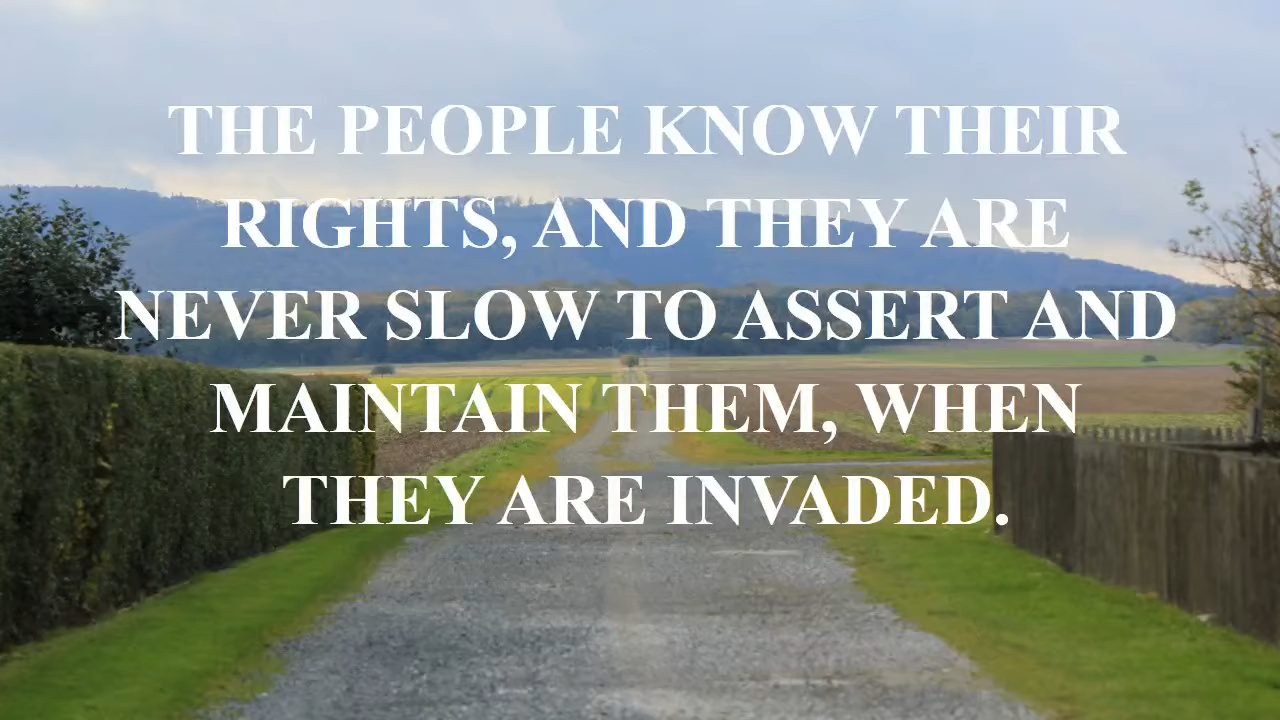 THE PEOPLE KNOW THEIR
RIGHTS, AND THEY ARE
NEVER SLOW TO ASSERT AND
MAINTAIN THEM, WHEN
THEY ARE INVADED.